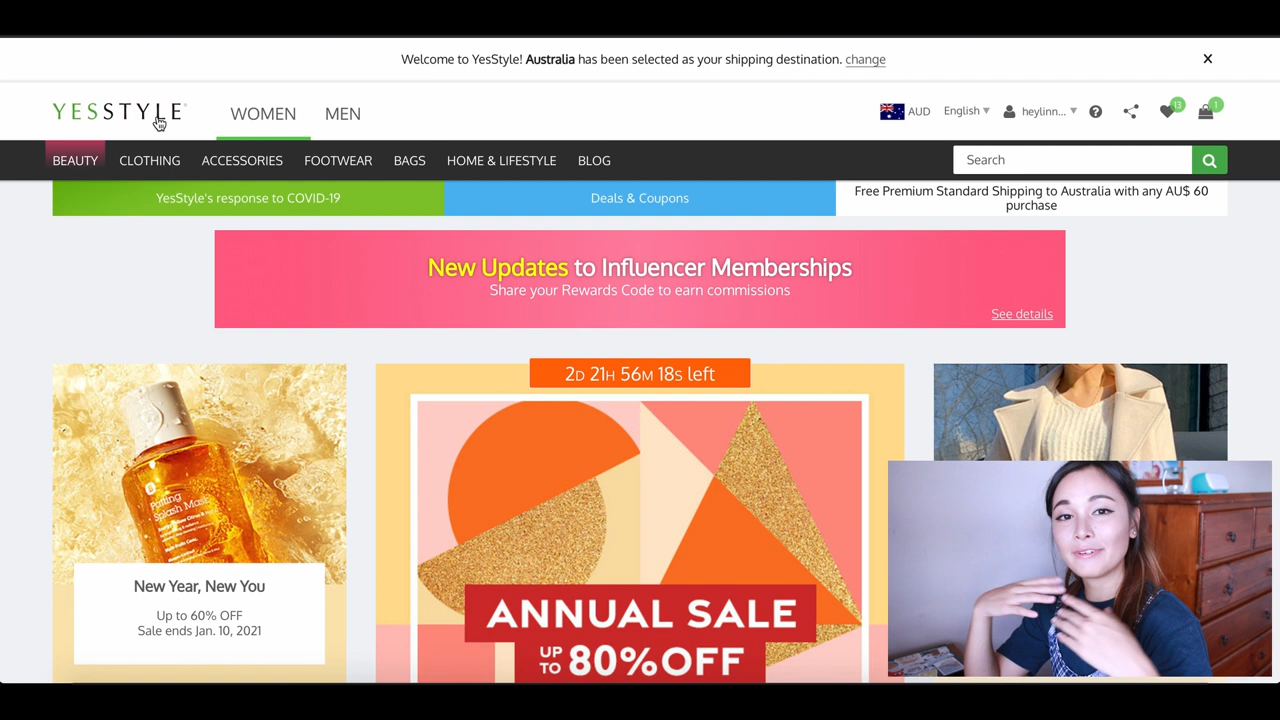 Welcome to YesStyle! Australia has been selected as your shipping destination. change
YESSTYLE
WOMEN
MEN
AUD
English
heylinn...
13
1
BEAUTY
CLOTHING
ACCESSORIES
FOOTWEAR
BAGS
HOME & LIFESTYLE
BLOG
Search
YesStyle's response to COVID-19
Deals & Coupons
Free Premium Standard Shipping to Australia with any AU$ 60
purchase
New Updates to Influencer Memberships
Share your Rewards Code to earn commissions
See details
2D 21H 56M 18S left
Patting
Splash Mask
New Year, New You
Up to 60% OFF
Sale ends Jan. 10, 2021
ANNUAL SALE
UP TO 80% OFF